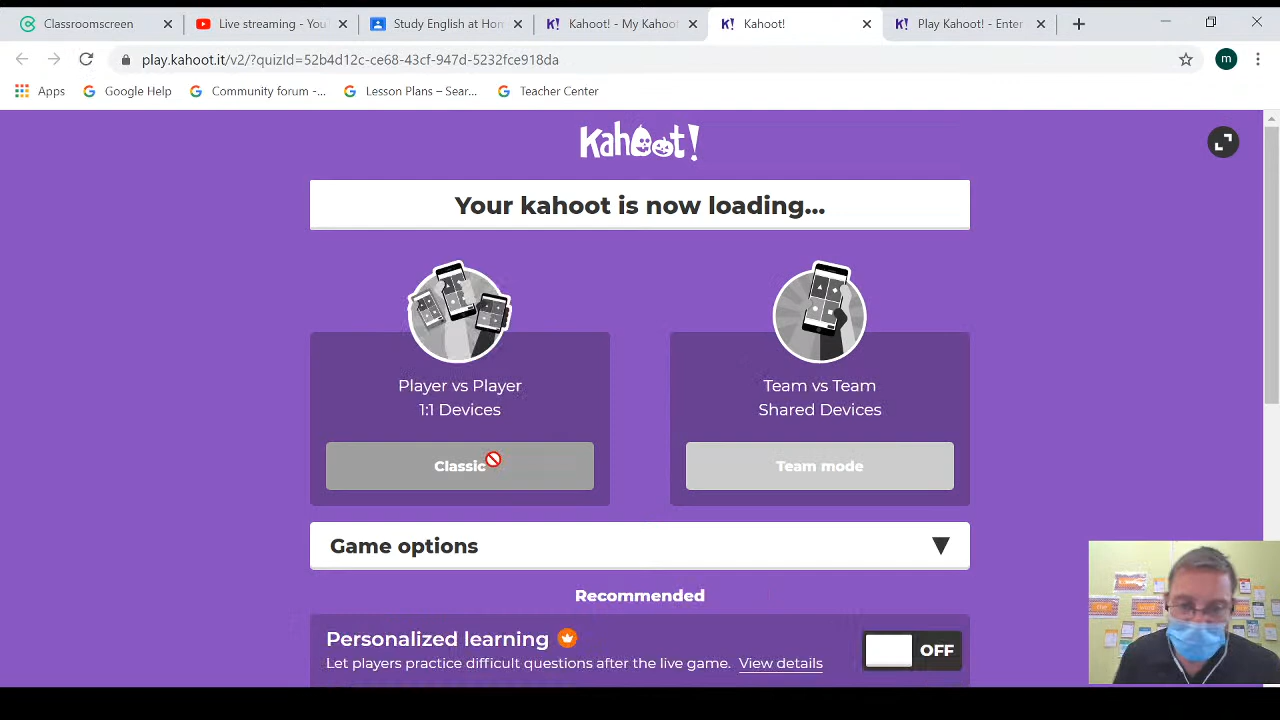 Classroomscreen
Live streaming - You
Study English at Hom
Kahoot! - My Kahoot
Kahoot!
Play Kahoot! - Enter
play.kahoot.it/v2/?quizId=52b4d12c-ce68-43cf-947d-5232fce918da
m
Apps
Google Help
Community forum -...
Lesson Plans – Sear...
Teacher Center
Kahoot!
Your kahoot is now loading...
Player vs Player
1:1 Devices
Classic
Team vs Team
Shared Devices
Team mode
Game options
Recommended
Personalized learning
OFF
Let players practice difficult questions after the live game. View details